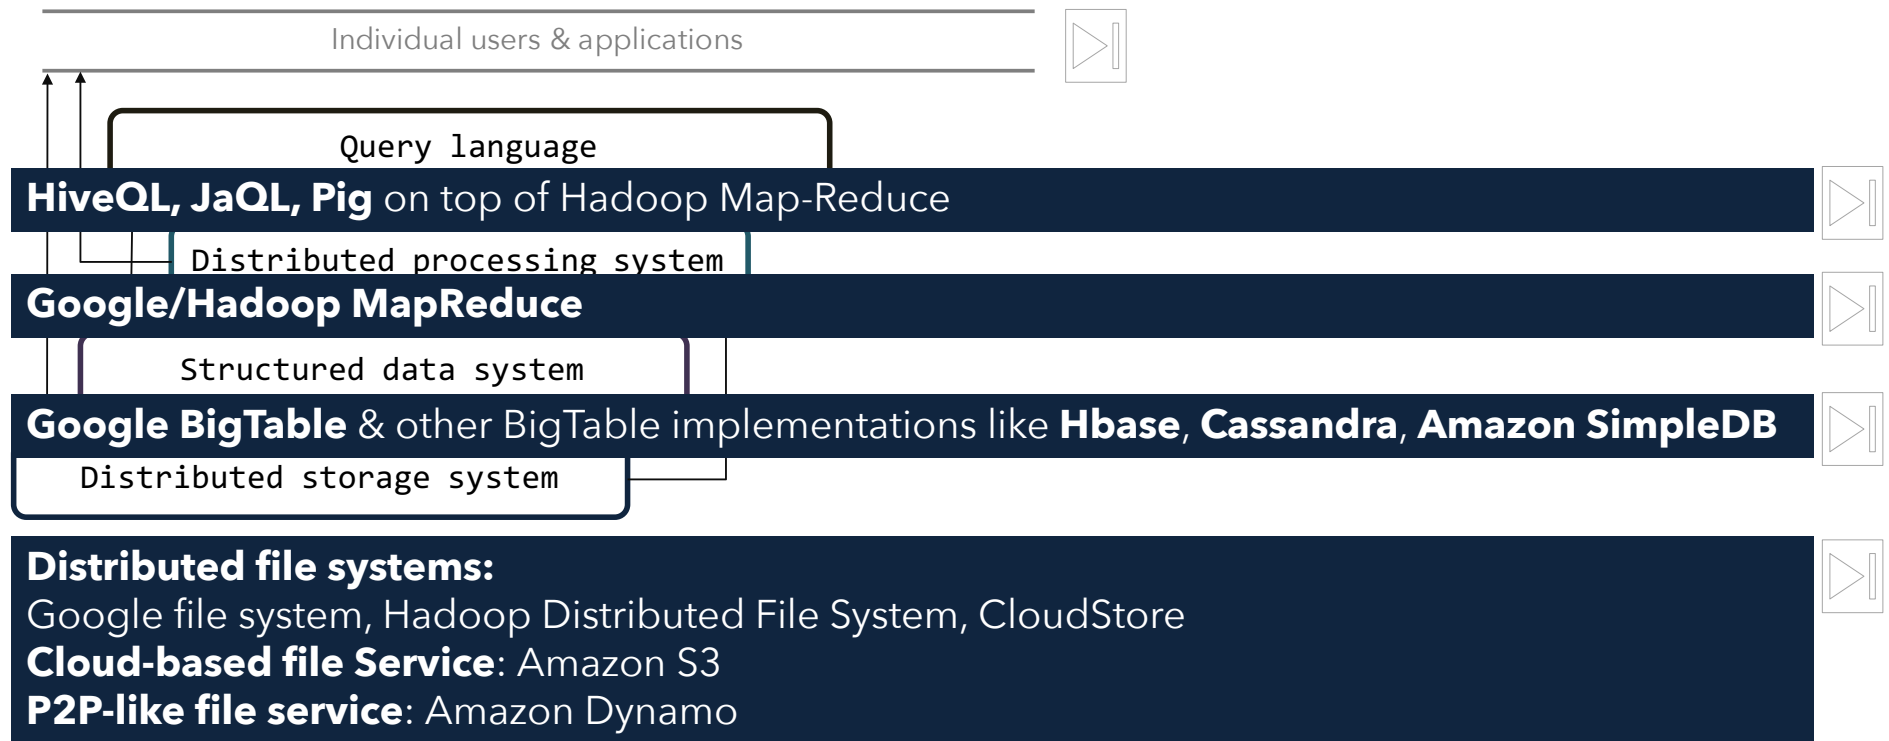 Individual users & applications
Query language
HiveQL, JaQL, Pig on top of Hadoop Map-Reduce
Distributed processing system
Google/Hadoop MapReduce
Structured data system
Google BigTable & other BigTable implementations like Hbase, Cassandra, Amazon SimpleDB
Distributed storage system
Distributed file systems:
Google file system, Hadoop Distributed File System, CloudStore
Cloud-based file Service: Amazon S3
P2P-like file service: Amazon Dynamo